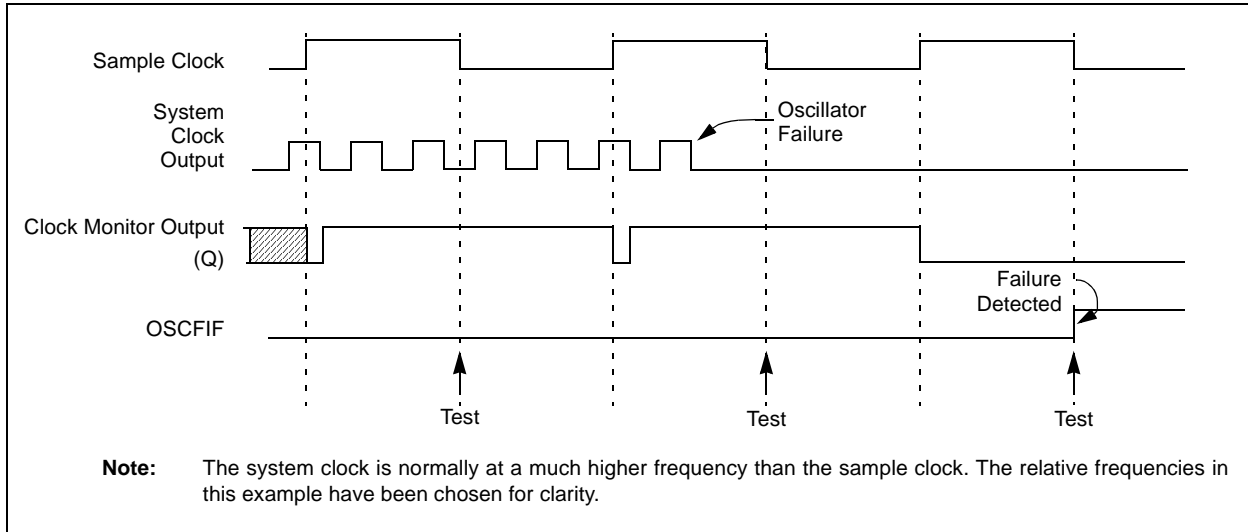 Sample Clock
System
Clock
Output
Oscillator
Failure
Clock Monitor Output
(Q)
Failure
Detected
OSCFIF
Test
Test
Test
Note: The system clock is normally at a much higher frequency than the sample clock. The relative frequencies in
this example have been chosen for clarity.